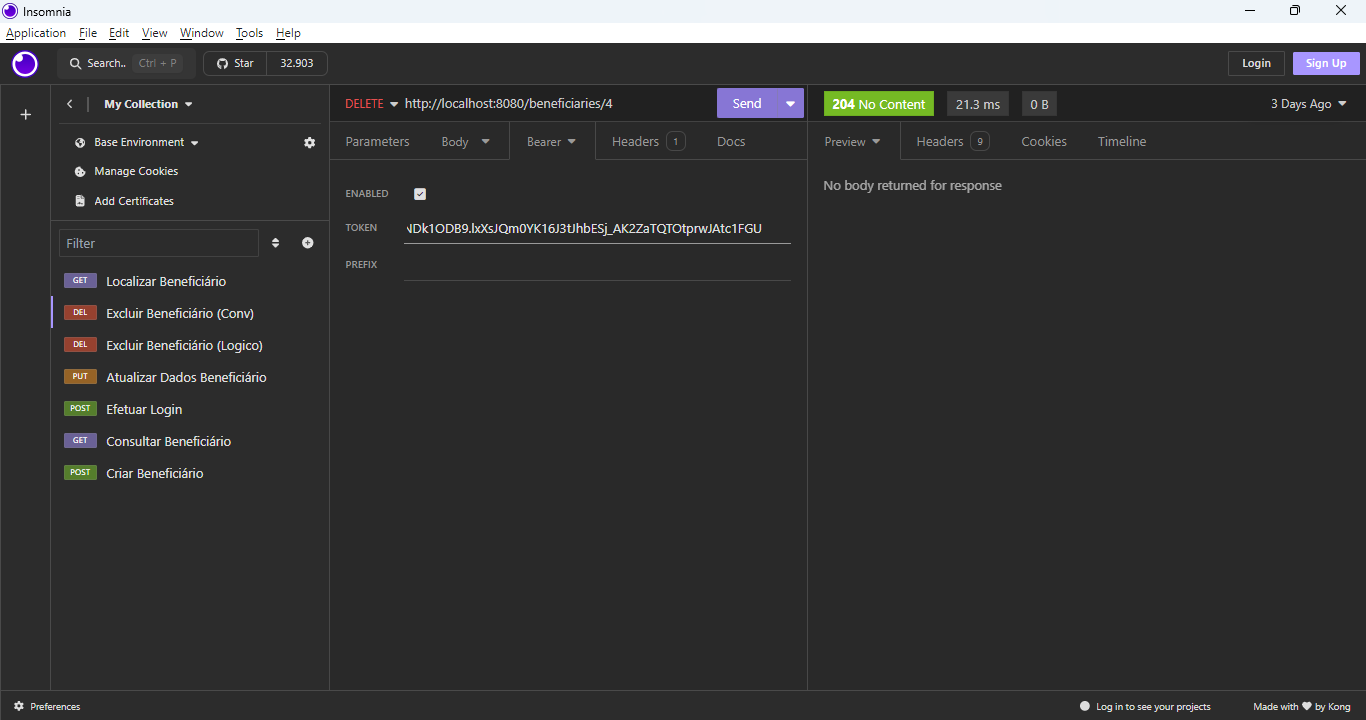 Insomnia
Application File Edit View Window Tools Help
Search.. Ctrl + P Star 32.903 Login Sign Up
My Collection
Base Environment
Manage Cookies
Add Certificates
Filter
GET Localizar Beneficiário
DEL Excluir Beneficiário (Conv)
DEL Excluir Beneficiário (Logico)
PUT Atualizar Dados Beneficiário
POST Efetuar Login
GET Consultar Beneficiário
POST Criar Beneficiário
DELETE http://localhost:8080/beneficiaries/4 Send
Parameters Body Bearer Headers 1 Docs
ENABLED
TOKEN
PREFIX
204 No Content 21.3 ms 0 B 3 Days Ago
Preview Headers 9 Cookies Timeline
No body returned for response
Preferences
Log in to see your projects Made with by Kong